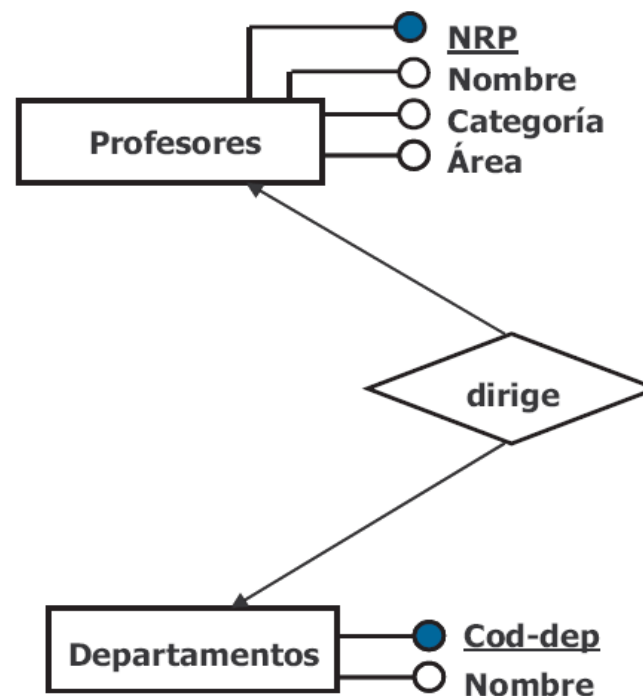 NRP
Nombre
Categoría
Profesores
Área
dirige
Cod-dep
Departamentos
Nombre